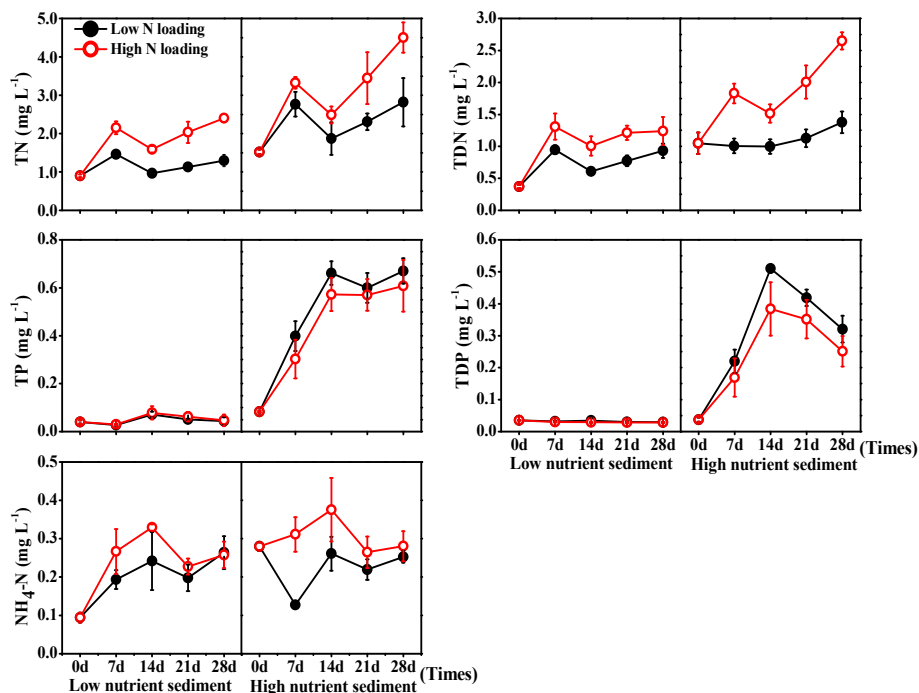 Low N loading
High N loading
TN (mg L-1)
5.0
4.0
3.0
2.0
1.0
0.0
TDN (mg L-1)
3.0
2.5
2.0
1.5
1.0
0.5
0.0
TP (mg L-1)
0.8
0.6
0.4
0.2
0.0
TDP (mg L-1)
0.6
0.5
0.4
0.3
0.2
0.1
0.0
0d 7d 14d 21d 28d 0d 7d 14d 21d 28d (Times)
Low nutrient sediment High nutrient sediment
NH4-N (mg L-1)
0.5
0.4
0.3
0.2
0.1
0.0
0d 7d 14d 21d 28d 0d 7d 14d 21d 28d (Times)
Low nutrient sediment High nutrient sediment